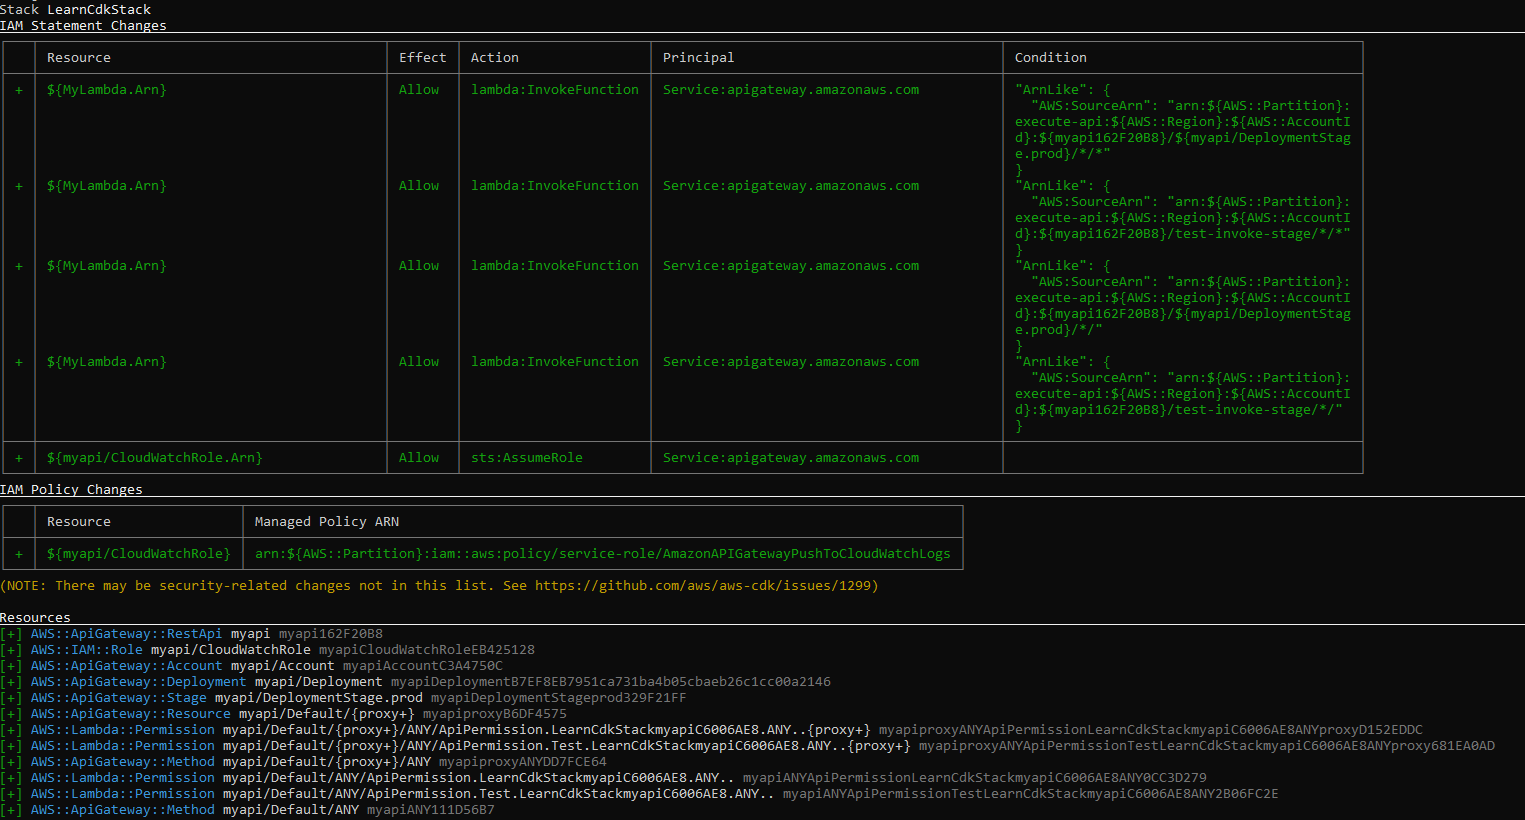 Stack LearnCdkStack
IAM Statement Changes
Resource Effect Action Principal Condition
+ ${MyLambda.Arn} Allow lambda:InvokeFunction Service:apigateway.amazonaws.com "ArnLike": {
"AWS:SourceArn": "arn:${AWS::Partition}:
execute-api:${AWS::Region}:${AWS::AccountI
d}:${myapi162F20B8}/${myapi/DeploymentStag
e.prod}/*/*"
}
+ ${MyLambda.Arn} Allow lambda:InvokeFunction Service:apigateway.amazonaws.com "ArnLike": {
"AWS:SourceArn": "arn:${AWS::Partition}:
execute-api:${AWS::Region}:${AWS::AccountI
d}:${myapi162F20B8}/test-invoke-stage/*/*"
}
+ ${MyLambda.Arn} Allow lambda:InvokeFunction Service:apigateway.amazonaws.com "ArnLike": {
"AWS:SourceArn": "arn:${AWS::Partition}:
execute-api:${AWS::Region}:${AWS::AccountI
d}:${myapi162F20B8}/${myapi/DeploymentStag
e.prod}/*/"
}
+ ${MyLambda.Arn} Allow lambda:InvokeFunction Service:apigateway.amazonaws.com "ArnLike": {
"AWS:SourceArn": "arn:${AWS::Partition}:
execute-api:${AWS::Region}:${AWS::AccountI
d}:${myapi162F20B8}/test-invoke-stage/*/"
}
+ ${myapi/CloudWatchRole.Arn} Allow sts:AssumeRole Service:apigateway.amazonaws.com
IAM Policy Changes
Resource Managed Policy ARN
+ ${myapi/CloudWatchRole} arn:${AWS::Partition}:iam::aws:policy/service-role/AmazonAPIGatewayPushToCloudWatchLogs
(NOTE: There may be security-related changes not in this list. See https://github.com/aws/aws-cdk/issues/1299)
Resources
[+] AWS::ApiGateway::RestApi myapi myapi162F20B8
[+] AWS::IAM::Role myapi/CloudWatchRole myapiCloudWatchRoleEB425128
[+] AWS::ApiGateway::Account myapi/Account myapiAccountC3A4750C
[+] AWS::ApiGateway::Deployment myapi/Deployment myapiDeploymentB7EF8EB7951ca731ba4b05cbaeb26c1cc00a2146
[+] AWS::ApiGateway::Stage myapi/DeploymentStage.prod myapiDeploymentStageprod329F21FF
[+] AWS::ApiGateway::Resource myapi/Default/{proxy+} myapiproxyB6DF4575
[+] AWS::Lambda::Permission myapi/Default/{proxy+}/ANY/ApiPermission.LearnCdkStackmyapiC6006AE8.ANY..{proxy+} myapiproxyANYApiPermissionLearnCdkStackmyapiC6006AE8ANYproxyD152EDDC
[+] AWS::Lambda::Permission myapi/Default/{proxy+}/ANY/ApiPermission.Test.LearnCdkStackmyapiC6006AE8.ANY..{proxy+} myapiproxyANYApiPermissionTestLearnCdkStackmyapiC6006AE8ANYproxy681EA0AD
[+] AWS::ApiGateway::Method myapi/Default/{proxy+}/ANY myapiproxyANYDD7FCE64
[+] AWS::Lambda::Permission myapi/Default/ANY/ApiPermission.LearnCdkStackmyapiC6006AE8.ANY.. myapiANYApiPermissionLearnCdkStackmyapiC6006AE8ANY0CC3D279
[+] AWS::Lambda::Permission myapi/Default/ANY/ApiPermission.Test.LearnCdkStackmyapiC6006AE8.ANY.. myapiANYApiPermissionTestLearnCdkStackmyapiC6006AE8ANY2B06FC2E
[+] AWS::ApiGateway::Method myapi/Default/ANY myapiANY111D56B7